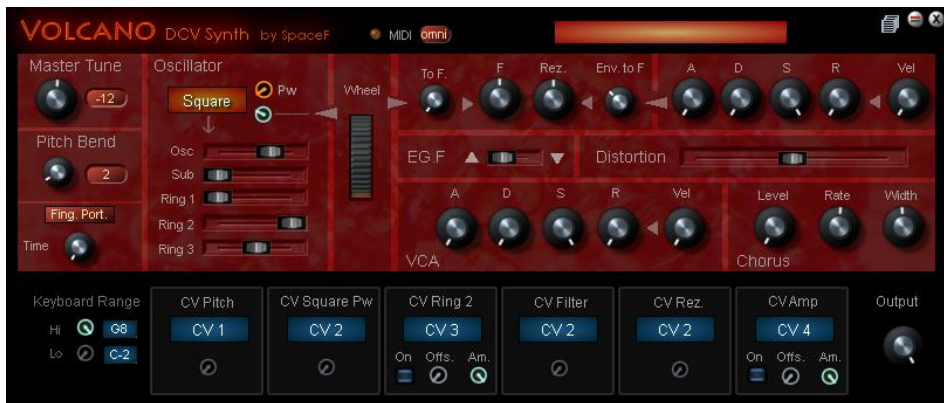 VOLCANO DCV Synth by SpaceF MIDI omni
Master Tune
-12
Pitch Bend
2
Fing. Port.
Time
Oscillator
Square
Pw
Osc
Sub
Ring 1
Ring 2
Ring 3
Wheel
To F. F Rez. Env. to F A D S R Vel
EG.F Distortion
A D S R Vel
VCA
Level Rate Width
Chorus
Keyboard Range
Hi G8
Lo C-2
CV Pitch
CV 1
CV Square Pw
CV 2
CV Ring 2
CV 3
On Offs. Am.
CV Filter
CV 2
CV Rez.
CV 2
CV Amp
CV 4
On Offs. Am.
Output